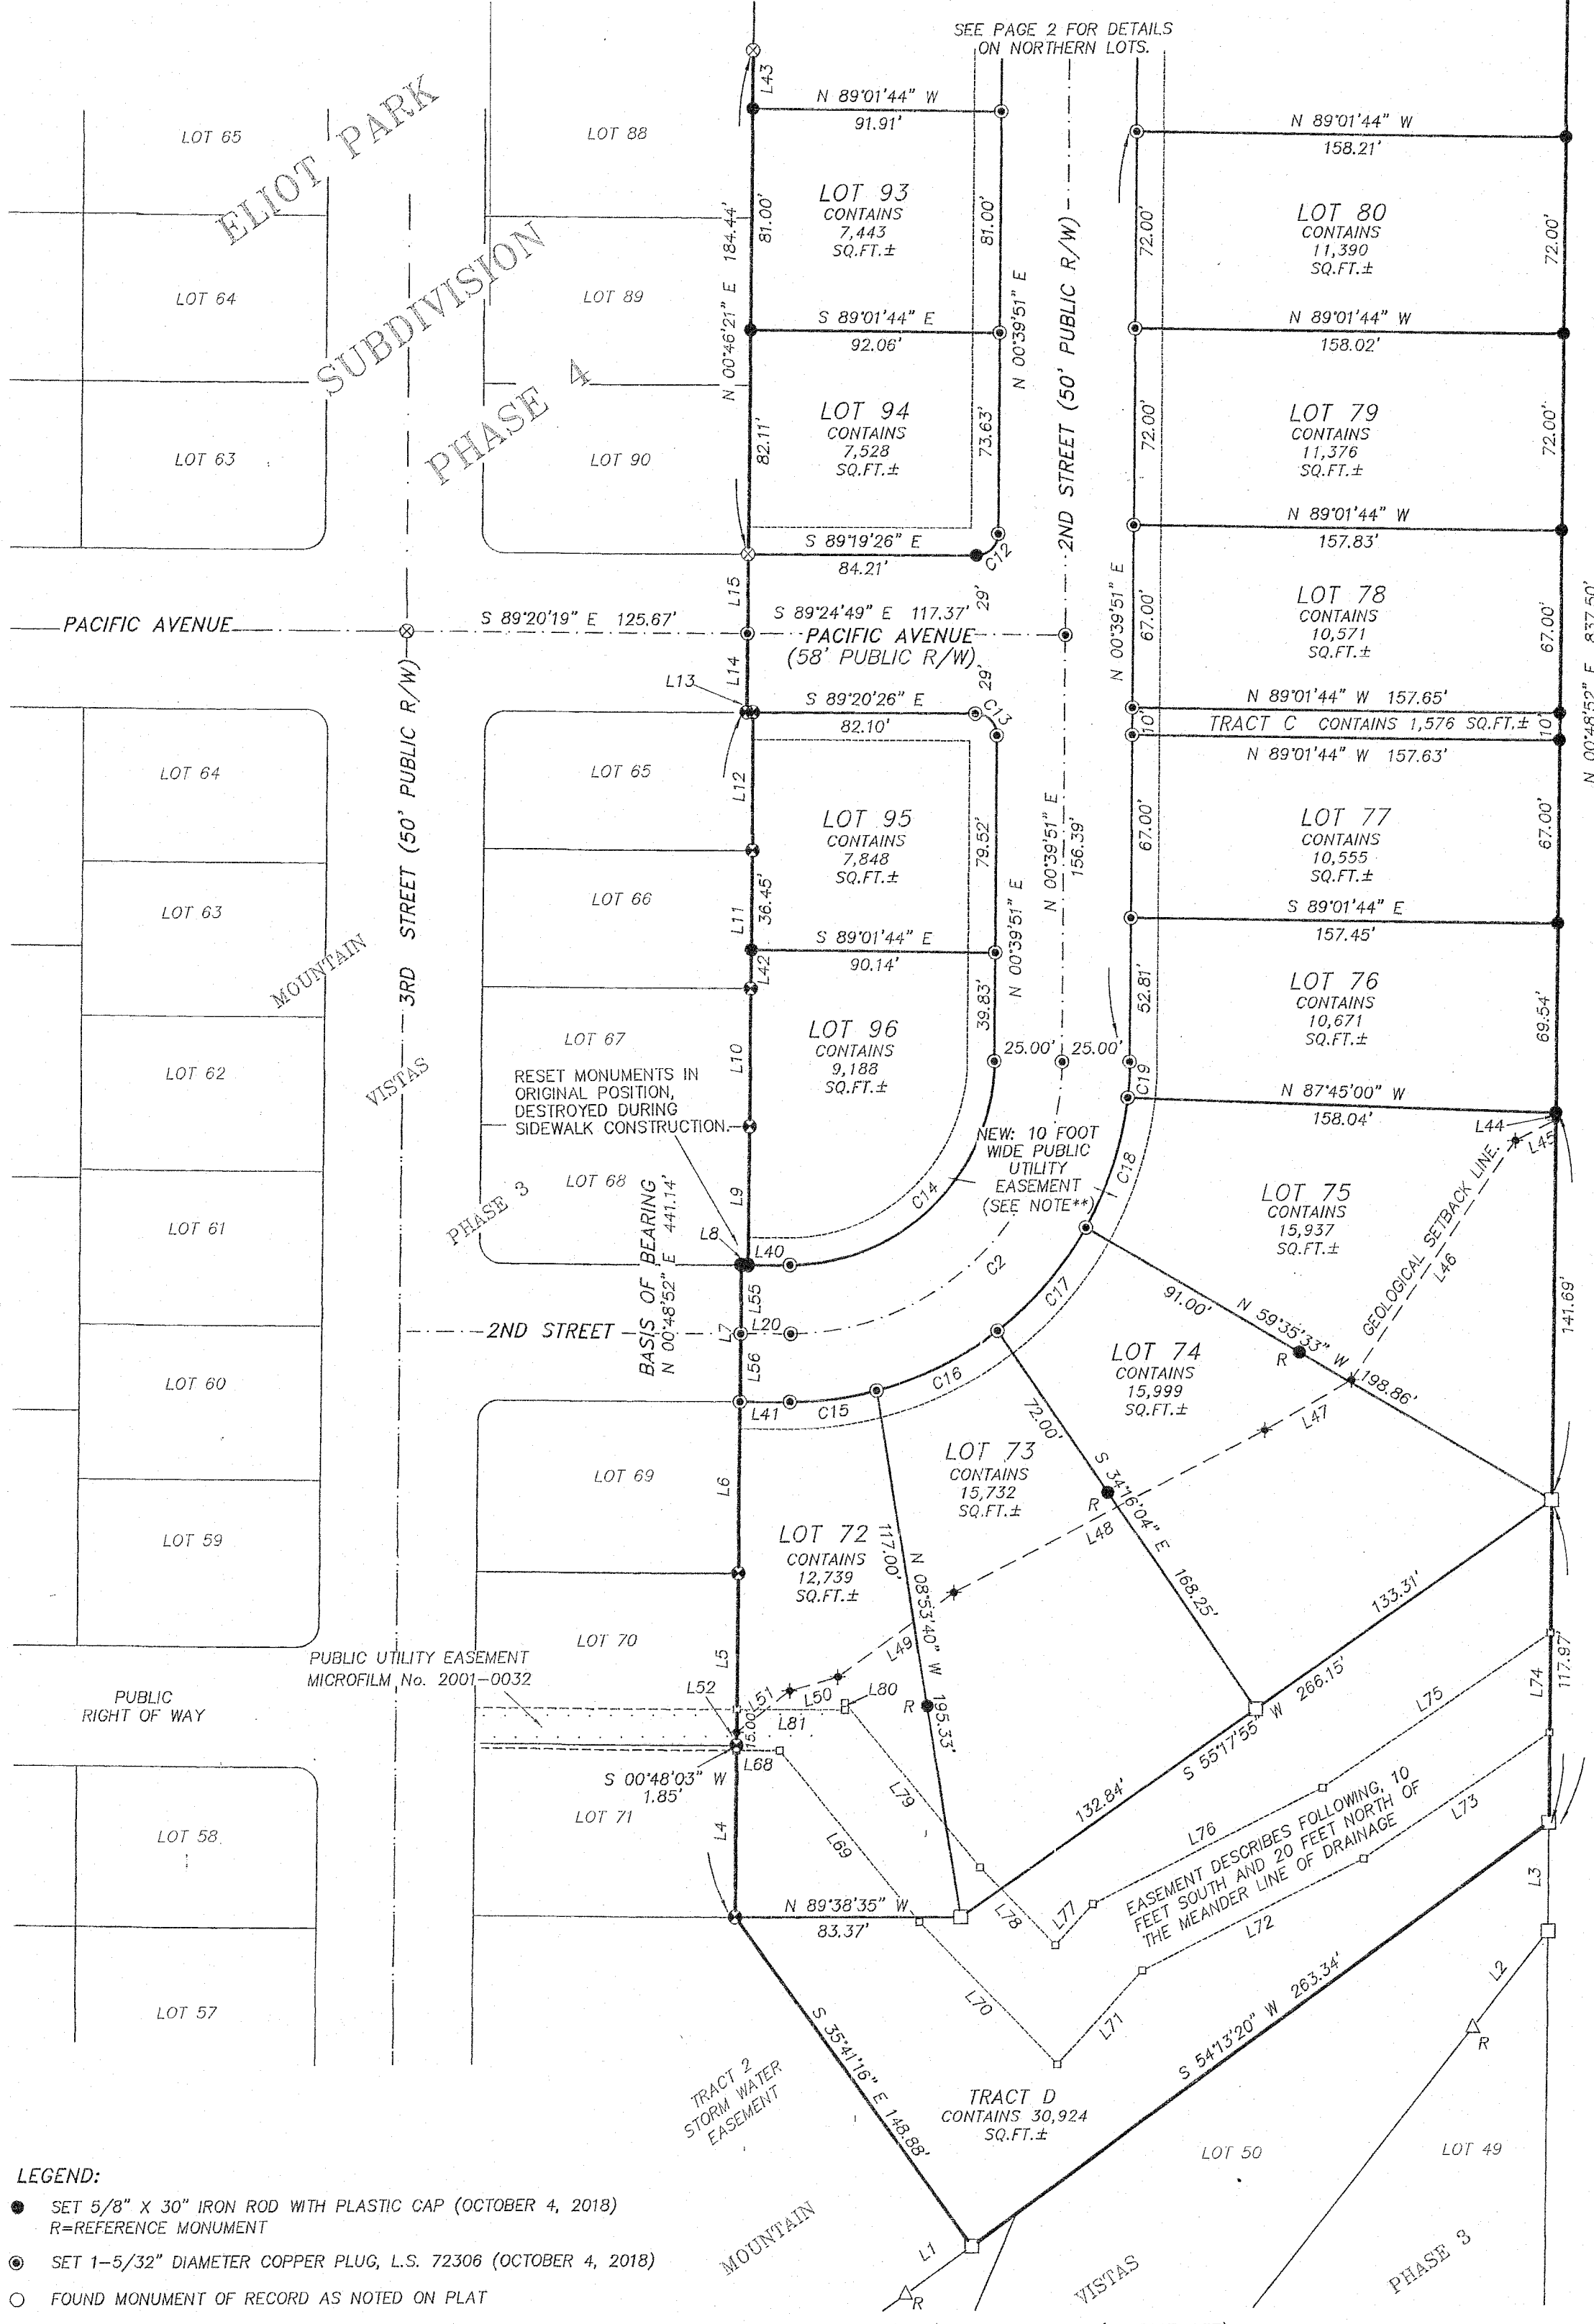 SEE PAGE 2 FOR DETAILS
ON NORTHERN LOTS.
L43
N 89°01'44" W
91.91'
N 89°01'44" W
158.21'
LOT 65
ELIOT PARK
LOT 88
LOT 93
CONTAINS
7,443
SQ.FT.±
N 00°46'21" E 184.44'
81.00'
81.00'
2ND STREET (50' PUBLIC R/W)
72.00'
LOT 80
CONTAINS
11,390
SQ.FT.±
72.00'
LOT 64
SUBDIVISION
LOT 89
S 89°01'44" E
92.06'
N 00°39'51" E
N 89°01'44" W
158.02'
PHASE 4
LOT 63
LOT 90
LOT 94
CONTAINS
7,528
SQ.FT.±
82.11'
73.63'
72.00'
LOT 79
CONTAINS
11,376
SQ.FT.±
72.00'
N 89°01'44" W
157.83'
S 89°19'26" E
84.21'
C12
29'
L15
N 00°39'51" E
67.00'
LOT 78
CONTAINS
10,571
SQ.FT.±
67.00'
N 00°48'52" E 837.50'
PACIFIC AVENUE
S 89°20'19" E 125.67'
S 89°24'49" E 117.37'
PACIFIC AVENUE
(58' PUBLIC R/W)
L14
29'
L13
S 89°20'26" E
82.10'
C13
N 89°01'44" W 157.65'
10'
TRACT C CONTAINS 1,576 SQ.FT.±
10'
N 89°01'44" W 157.63'
3RD STREET (50' PUBLIC R/W)
LOT 64
LOT 65
L12
LOT 95
CONTAINS
7,848
SQ.FT.±
79.52'
N 00°39'51" E
156.39'
67.00'
LOT 77
CONTAINS
10,555
SQ.FT.±
67.00'
LOT 63
LOT 66
L11
36.45'
N 00°39'51" E
S 89°01'44" E
157.45'
MOUNTAIN
S 89°01'44" E
90.14'
L42
LOT 67
L10
LOT 96
CONTAINS
9,188
SQ.FT.±
39.83'
25.00'
25.00'
52.81'
LOT 76
CONTAINS
10,671
SQ.FT.±
69.54'
LOT 62
VISTAS
RESET MONUMENTS IN
ORIGINAL POSITION,
DESTROYED DURING
SIDEWALK CONSTRUCTION.
C19
N 87°45'00" W
158.04'
L44
L45
NEW: 10 FOOT
WIDE PUBLIC
UTILITY
EASEMENT
(SEE NOTE**)
C14
C18
LOT 75
CONTAINS
15,937
SQ.FT.±
GEOLOGICAL SETBACK LINE.
L46
141.69'
LOT 61
PHASE 3
LOT 68
L9
L8
L40
BASIS OF BEARING
N 00°48'52" E 441.14'
C2
C17
2ND STREET
L55
L7
L20
L56
91.00'
N 59°35'33" W
198.86'
R
LOT 60
L41
C15
C16
LOT 74
CONTAINS
15,999
SQ.FT.±
L47
72.00'
LOT 69
L6
LOT 73
CONTAINS
15,732
SQ.FT.±
R
S 34°16'04" E
168.25'
L48
LOT 59
LOT 72
CONTAINS
12,739
SQ.FT.±
117.00'
N 08°53'40" W
195.33'
133.31'
LOT 70
L5
L49
PUBLIC UTILITY EASEMENT
MICROFILM No. 2001-0032
L52
L51
L50
L80
R
L81
15.00'
PUBLIC
RIGHT OF WAY
L68
S 55°17'55" W
266.15'
L75
L74
117.97'
S 00°48'03" W
1.85'
LOT 71
L4
L79
L69
132.84'
L76
L73
EASEMENT DESCRIBES FOLLOWING, 10
FEET SOUTH AND 20 FEET NORTH OF
THE MEANDER LINE OF DRAINAGE
LOT 58
L3
N 89°38'35" W
83.37'
L78
L77
L72
LOT 57
L70
L71
L2
R
S 35°41'16" E 148.88'
S 54°13'20" W 263.34'
TRACT 2
STORM WATER
EASEMENT
TRACT D
CONTAINS 30,924
SQ.FT.±
LOT 50
LOT 49
LEGEND:
SET 5/8" X 30" IRON ROD WITH PLASTIC CAP (OCTOBER 4, 2018)
R=REFERENCE MONUMENT
SET 1-5/32" DIAMETER COPPER PLUG, L.S. 72306 (OCTOBER 4, 2018)
FOUND MONUMENT OF RECORD AS NOTED ON PLAT
MOUNTAIN
L1
R
VISTAS
PHASE 3